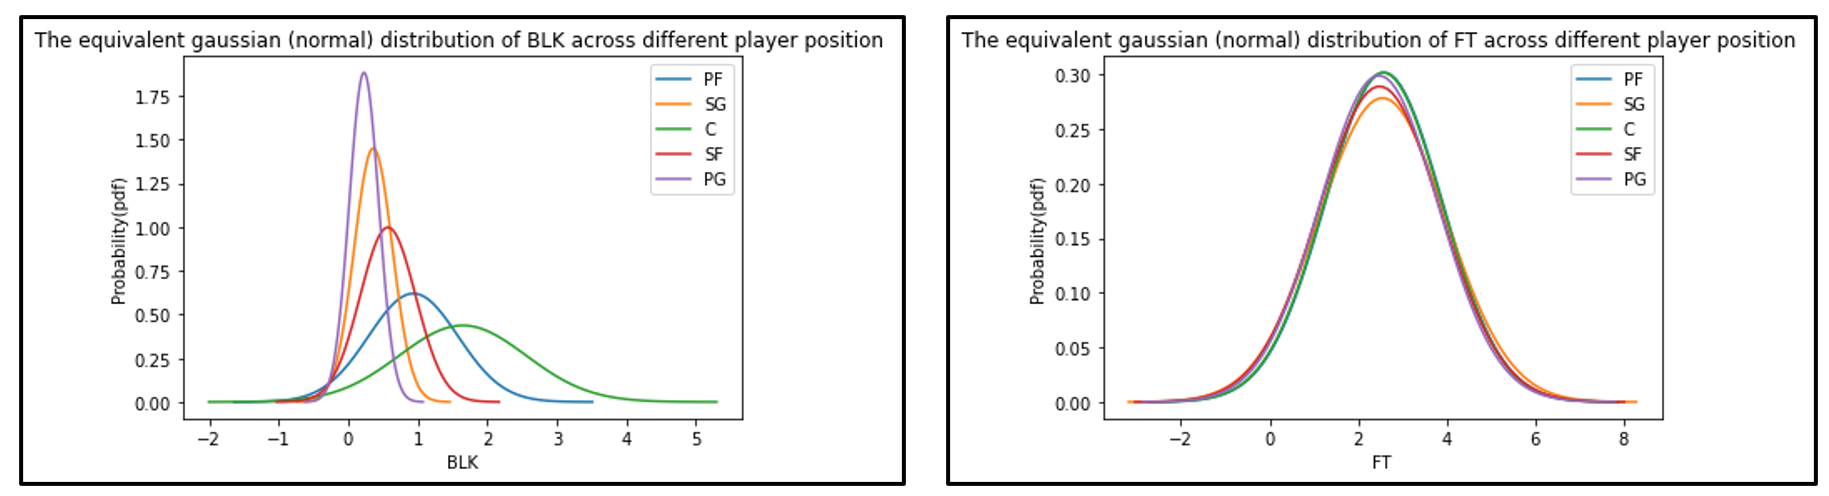 The equivalent gaussian (normal) distribution of BLK across different player position
Probability(pdf)
1.75
1.50
1.25
1.00
0.75
0.50
0.25
0.00
−2 −1 0 1 2 3 4 5
BLK
PF
SG
C
SF
PG
The equivalent gaussian (normal) distribution of FT across different player position
Probability(pdf)
0.30
0.25
0.20
0.15
0.10
0.05
0.00
−2 0 2 4 6 8
FT
PF
SG
C
SF
PG